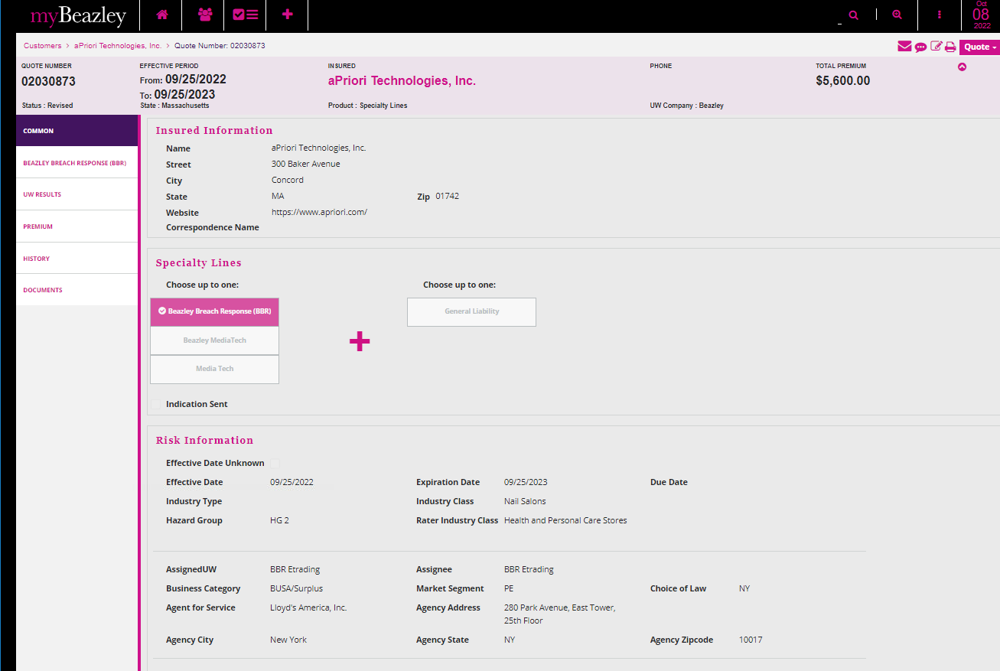 myBeazley
Oct
08
2022
Customers > aPriori Technologies, Inc. > Quote Number: 02030873
Quote
QUOTE NUMBER EFFECTIVE PERIOD INSURED PHONE TOTAL PREMIUM
02030873 From: 09/25/2022 aPriori Technologies, Inc. $5,600.00
To: 09/25/2023
Status : Revised State : Massachusetts Product : Specialty Lines UW Company : Beazley
COMMON
BEAZLEY BREACH RESPONSE (BBR)
UW RESULTS
PREMIUM
HISTORY
DOCUMENTS
Insured Information
Name aPriori Technologies, Inc.
Street 300 Baker Avenue
City Concord
State MA Zip 01742
Website https://www.apriori.com/
Correspondence Name
Specialty Lines
Choose up to one: Choose up to one:
Beazley Breach Response (BBR) General Liability
Beazley MediaTech
Media Tech
Indication Sent
Risk Information
Effective Date Unknown
Effective Date 09/25/2022 Expiration Date 09/25/2023 Due Date
Industry Type Industry Class Nail Salons
Hazard Group HG 2 Rater Industry Class Health and Personal Care Stores
AssignedUW BBR Etrading Assignee BBR Etrading
Business Category BUSA/Surplus Market Segment PE Choice of Law NY
Agent for Service Lloyd's America, Inc. Agency Address 280 Park Avenue, East Tower,
25th Floor
Agency City New York Agency State NY Agency Zipcode 10017